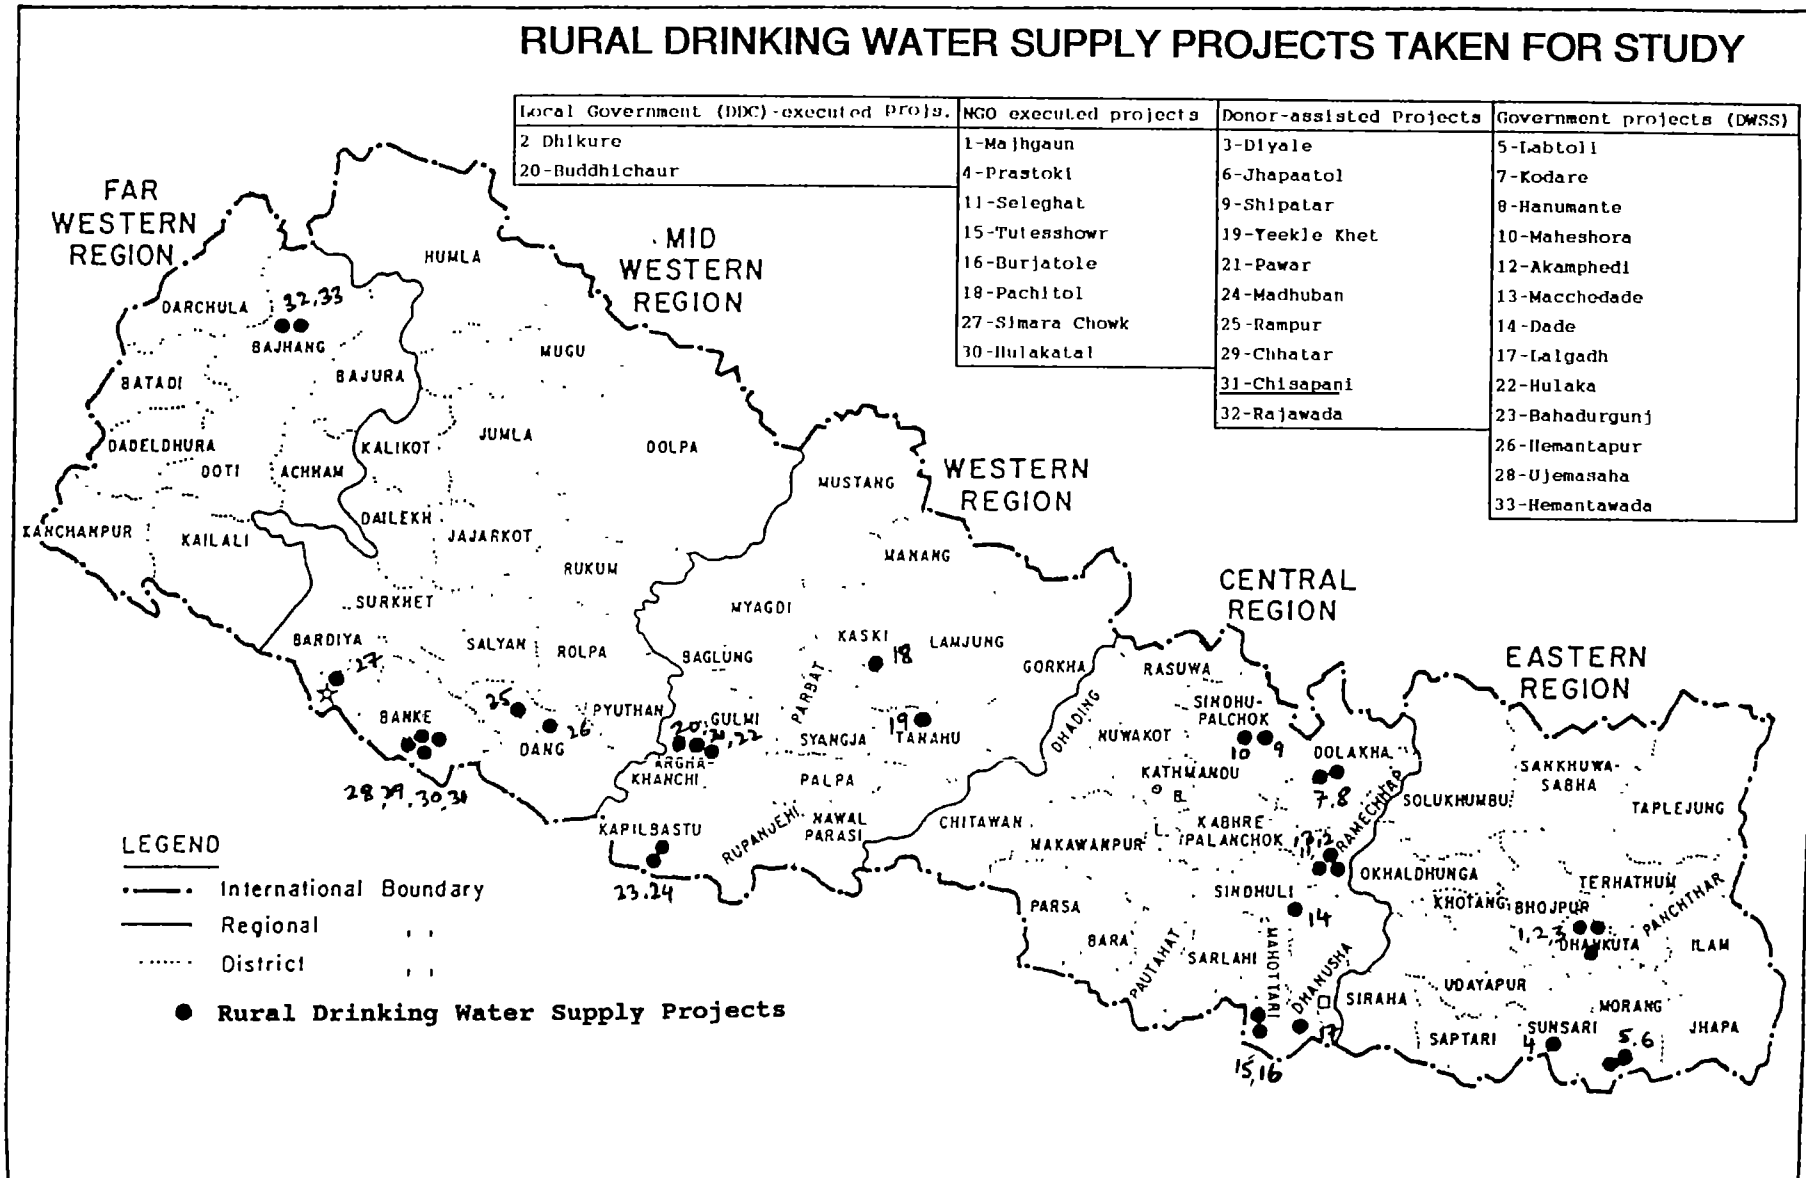 RURAL DRINKING WATER SUPPLY PROJECTS TAKEN FOR STUDY
Local Government (DDC)-executed Projs.
2 Dhikure
20-Buddhichaur
NGO executed projects
1-Majhgaun
4-Prastoki
11-Seleghat
15-Tutesshowr
16-Burjatole
18-Pachitol
27-Simara Chowk
30-Hulakatal
Donor-assisted Projects
3-Diyale
6-Jhapaatol
9-Shipatar
19-Yeekle Khet
21-Pawar
24-Madhuban
25-Rampur
29-Chhatar
31-Chisapani
32-Rajawada
Government projects (DWSS)
5-Labtoli
7-Kodare
8-Hanumante
10-Maheshora
12-Akamphedi
13-Macchedade
14-Dade
17-Lalgadh
22-Hulaka
23-Bahadurgunj
26-Hemantapur
28-Ujemasaha
33-Hemantawada
FAR
WESTERN
REGION
DARCHULA
32,33
BAJHANG
BATADI
BAJURA
DADELDHURA
DOTI
ACHHAM
KANCHANPUR
KAILALI
MID
WESTERN
REGION
HUMLA
MUGU
JUMLA
KALIKOT
DOLPA
DAILEKH
JAJARKOT
RUKUM
SURKHET
BARDIYA
27
SALYAN
ROLPA
BANKE
28,29,30,31
25
26
DANG
PYUTHAN
WESTERN
REGION
MUSTANG
MANANG
MYAGDI
KASKI
18
LAMJUNG
GORKHA
BAGLUNG
PARBAT
GULMI
20,21,22
SYANGJA
19
TANAHU
ARGHA-
KHANCHI
PALPA
KAPILBASTU
23,24
RUPANJEHI
NAWAL
PARASI
CENTRAL
REGION
RASUWA
DHADING
NUWAKOT
SINDHU-
PALCHOK
10
9
DOLAKHA
7,8
KATHMANDU
RAMECHHAP
KABHRE
PALANCHOK
CHITAWAN
MAKAWANPUR
SINDHULI
14
PARSA
BARA
PAUTAHAT
SARLAHI
MAHOTTARI
DHANUSHA
17
15,16
EASTERN
REGION
SOLUKHUMBU
SANKHUWA-
SABHA
TAPLEJUNG
OKHALDHUNGA
KHOTANG
BHOJPUR
TERHATHUM
PANCHTHAR
1,2,3
DHANKUTA
ILAM
UDAYAPUR
SIRAHA
SAPTARI
SUNSARI
4
MORANG
5,6
JHAPA
LEGEND
International Boundary
Regional
District
Rural Drinking Water Supply Projects